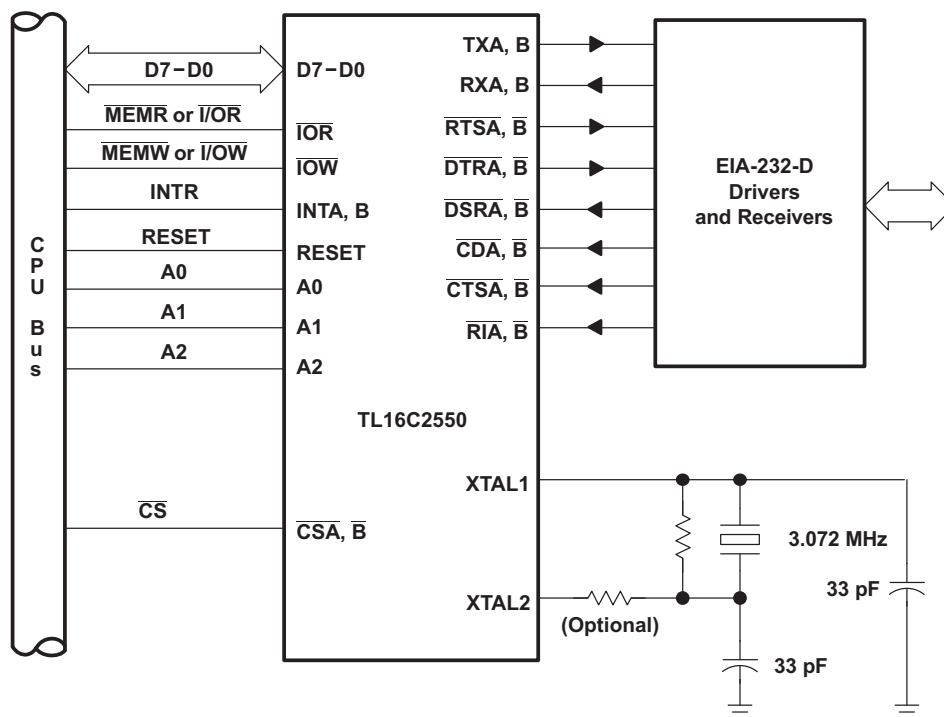 CPU Bus
D7−D0
MEMR or I/OR
MEMW or I/OW
INTR
RESET
A0
A1
A2
CS
D7−D0
IOR
IOW
INTA, B
RESET
A0
A1
A2
TL16C2550
CSA, B
TXA, B
RXA, B
RTSA, B
DTRA, B
DSRA, B
CDA, B
CTSA, B
RIA, B
XTAL1
XTAL2
EIA-232-D
Drivers
and Receivers
3.072 MHz
33 pF
(Optional)
33 pF